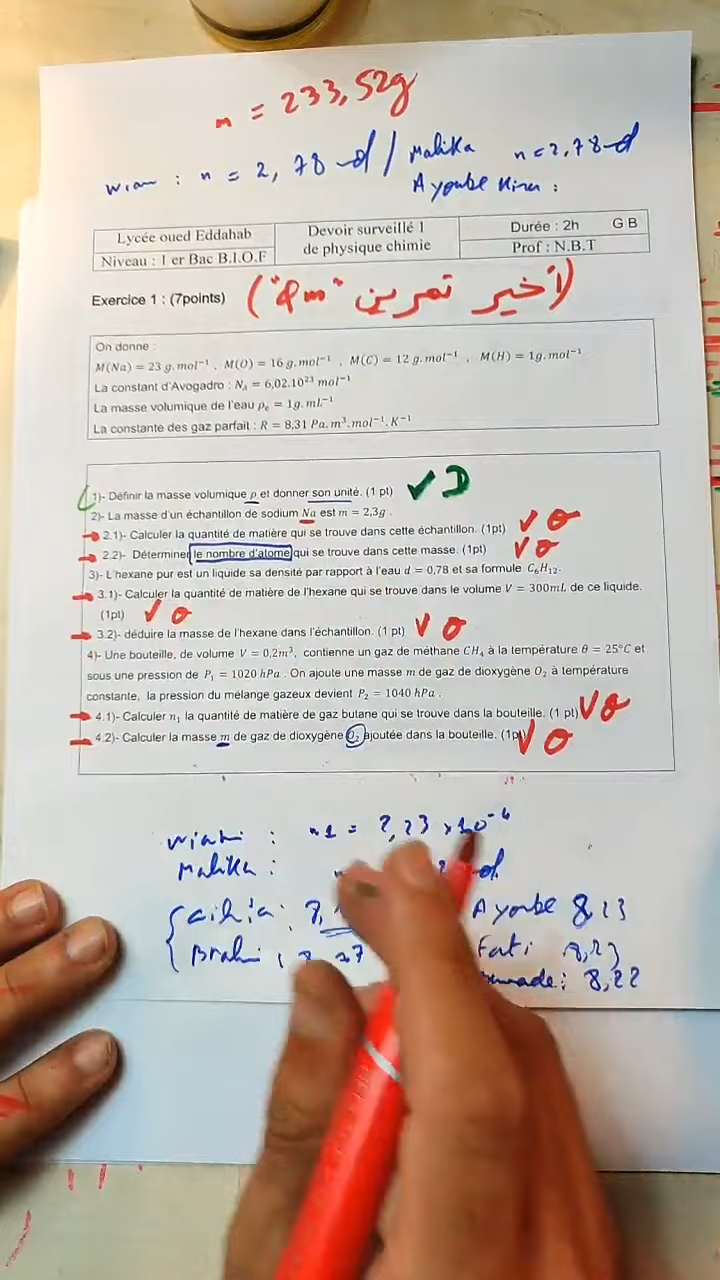 m = 233,52g
Wiam : n = 2,78 mol / Malika n = 2,78 mol
Ayoube :
Lycée oued Eddahab
Niveau : 1 er Bac B.I.O.F
Devoir surveillé 1
de physique chimie
Durée : 2h G B
Prof : N.B.T
Exercice 1 : (7points) ("Qm" أخير تمرين)
On donne :
M(Na) = 23 g.mol⁻¹ , M(O) = 16 g.mol⁻¹ , M(C) = 12 g.mol⁻¹ , M(H) = 1g.mol⁻¹
La constant d'Avogadro : N_A = 6,02.10²³ mol⁻¹
La masse volumique de l'eau ρₑ = 1g.mL⁻¹
La constante des gaz parfait : R = 8,31 Pa.m³.mol⁻¹.K⁻¹
1)- Définir la masse volumique ρ et donner son unité. (1 pt)
2)- La masse d'un échantillon de sodium Na est m = 2,3g .
2.1)- Calculer la quantité de matière qui se trouve dans cette échantillon. (1pt)
2.2)- Déterminer le nombre d'atome qui se trouve dans cette masse. (1pt)
3)- L'hexane pur est un liquide sa densité par rapport à l'eau d = 0,78 et sa formule C₆H₁₂.
3.1)- Calculer la quantité de matière de l'hexane qui se trouve dans le volume V = 300mL de ce liquide.
(1pt)
3.2)- déduire la masse de l'hexane dans l'échantillon. (1 pt)
4)- Une bouteille, de volume V = 0,2m³, contienne un gaz de méthane CH₄ à la température θ = 25°C et
sous une pression de P₁ = 1020 hPa . On ajoute une masse m de gaz de dioxygène O₂ à température
constante, la pression du mélange gazeux devient P₂ = 1040 hPa .
4.1)- Calculer n₁ la quantité de matière de gaz butane qui se trouve dans la bouteille. (1 pt)
4.2)- Calculer la masse m de gaz de dioxygène O₂ ajoutée dans la bouteille. (1pt)
Wiam : n1 = 8,23 × 10⁻⁴
Malika :
Ayoube 8,23
Brahim : Fati 8,23
8,22